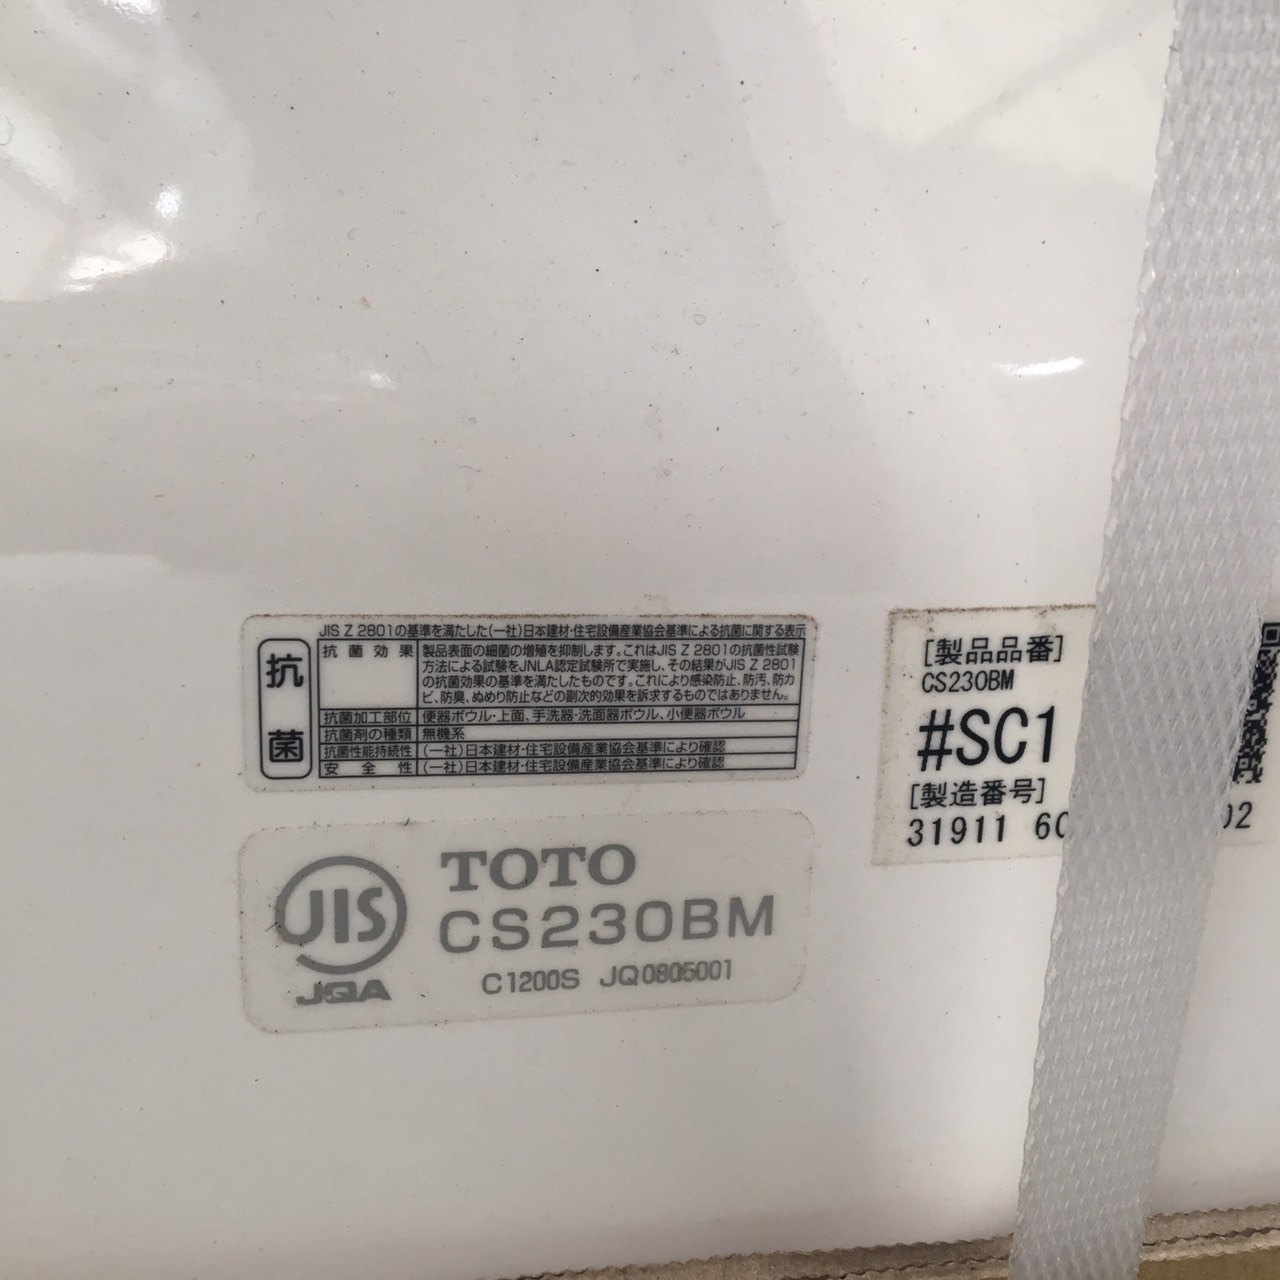 JIS Z 2801の基準を満たした(一社)日本建材・住宅設備産業協会基準による抗菌に関する表示
抗菌
抗菌効果 製品表面の細菌の増殖を抑制します。これはJIS Z 2801の抗菌性試験
方法による試験をJNLA認定試験所で実施し、その結果がJIS Z 2801
の抗菌効果の基準を満たしたものです。これにより感染防止、防汚、防カ
ビ、防臭、ぬめり防止などの副次的効果を訴求するものではありません。
抗菌加工部位 便器ボウル・上面、手洗器・洗面器ボウル、小便器ボウル
抗菌剤の種類 無機系
抗菌性能持続性 (一社)日本建材・住宅設備産業協会基準により確認
安全性 (一社)日本建材・住宅設備産業協会基準により確認
JIS
JQA
TOTO
CS230BM
C1200S JQ0805001
[製品品番]
CS230BM
#SC1
[製造番号]
31911